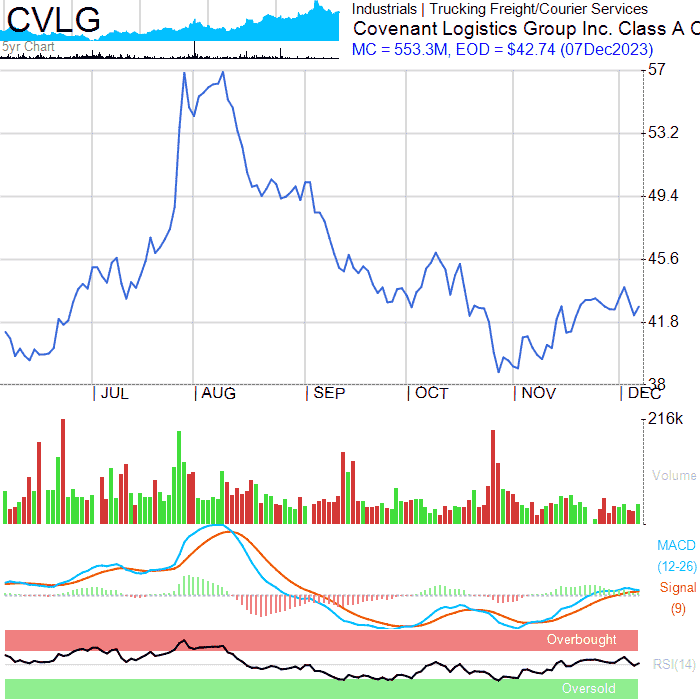 CVLG
5yr Chart
Industrials | Trucking Freight/Courier Services
Covenant Logistics Group Inc. Class A C
MC = 553.3M, EOD = $42.74 (07Dec2023)
57
53.2
49.4
45.6
41.8
38
JUL AUG SEP OCT NOV DEC
216k
Volume
MACD
(12-26)
Signal
(9)
Overbought
RSI(14)
Oversold